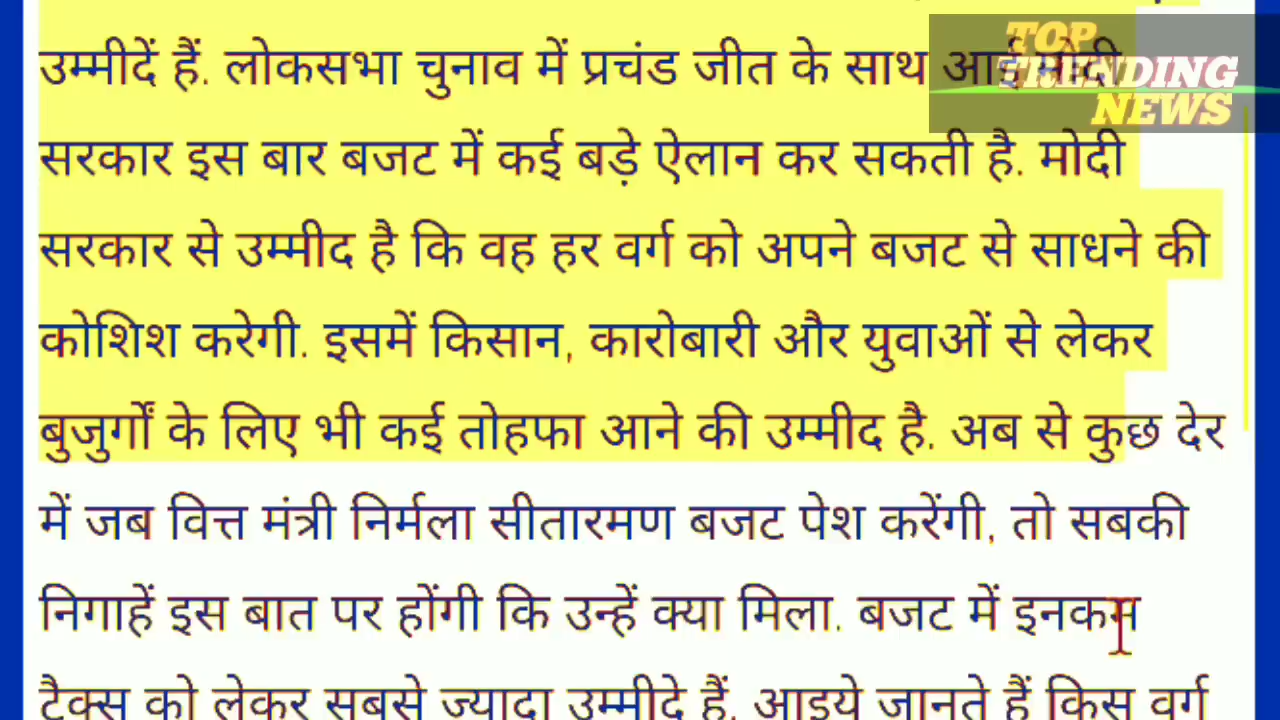 उम्मीदें हैं. लोकसभा चुनाव में प्रचंड जीत के साथ आई मोदी
सरकार इस बार बजट में कई बड़े ऐलान कर सकती है. मोदी
सरकार से उम्मीद है कि वह हर वर्ग को अपने बजट से साधने की
कोशिश करेगी. इसमें किसान, कारोबारी और युवाओं से लेकर
बुजुर्गों के लिए भी कई तोहफा आने की उम्मीद है. अब से कुछ देर
में जब वित्त मंत्री निर्मला सीतारमण बजट पेश करेंगी, तो सबकी
निगाहें इस बात पर होंगी कि उन्हें क्या मिला. बजट में इनकम
टैक्स को लेकर सबसे ज्यादा उम्मीदे हैं. आइये जानते हैं किस वर्ग
TOP
TRENDING
NEWS